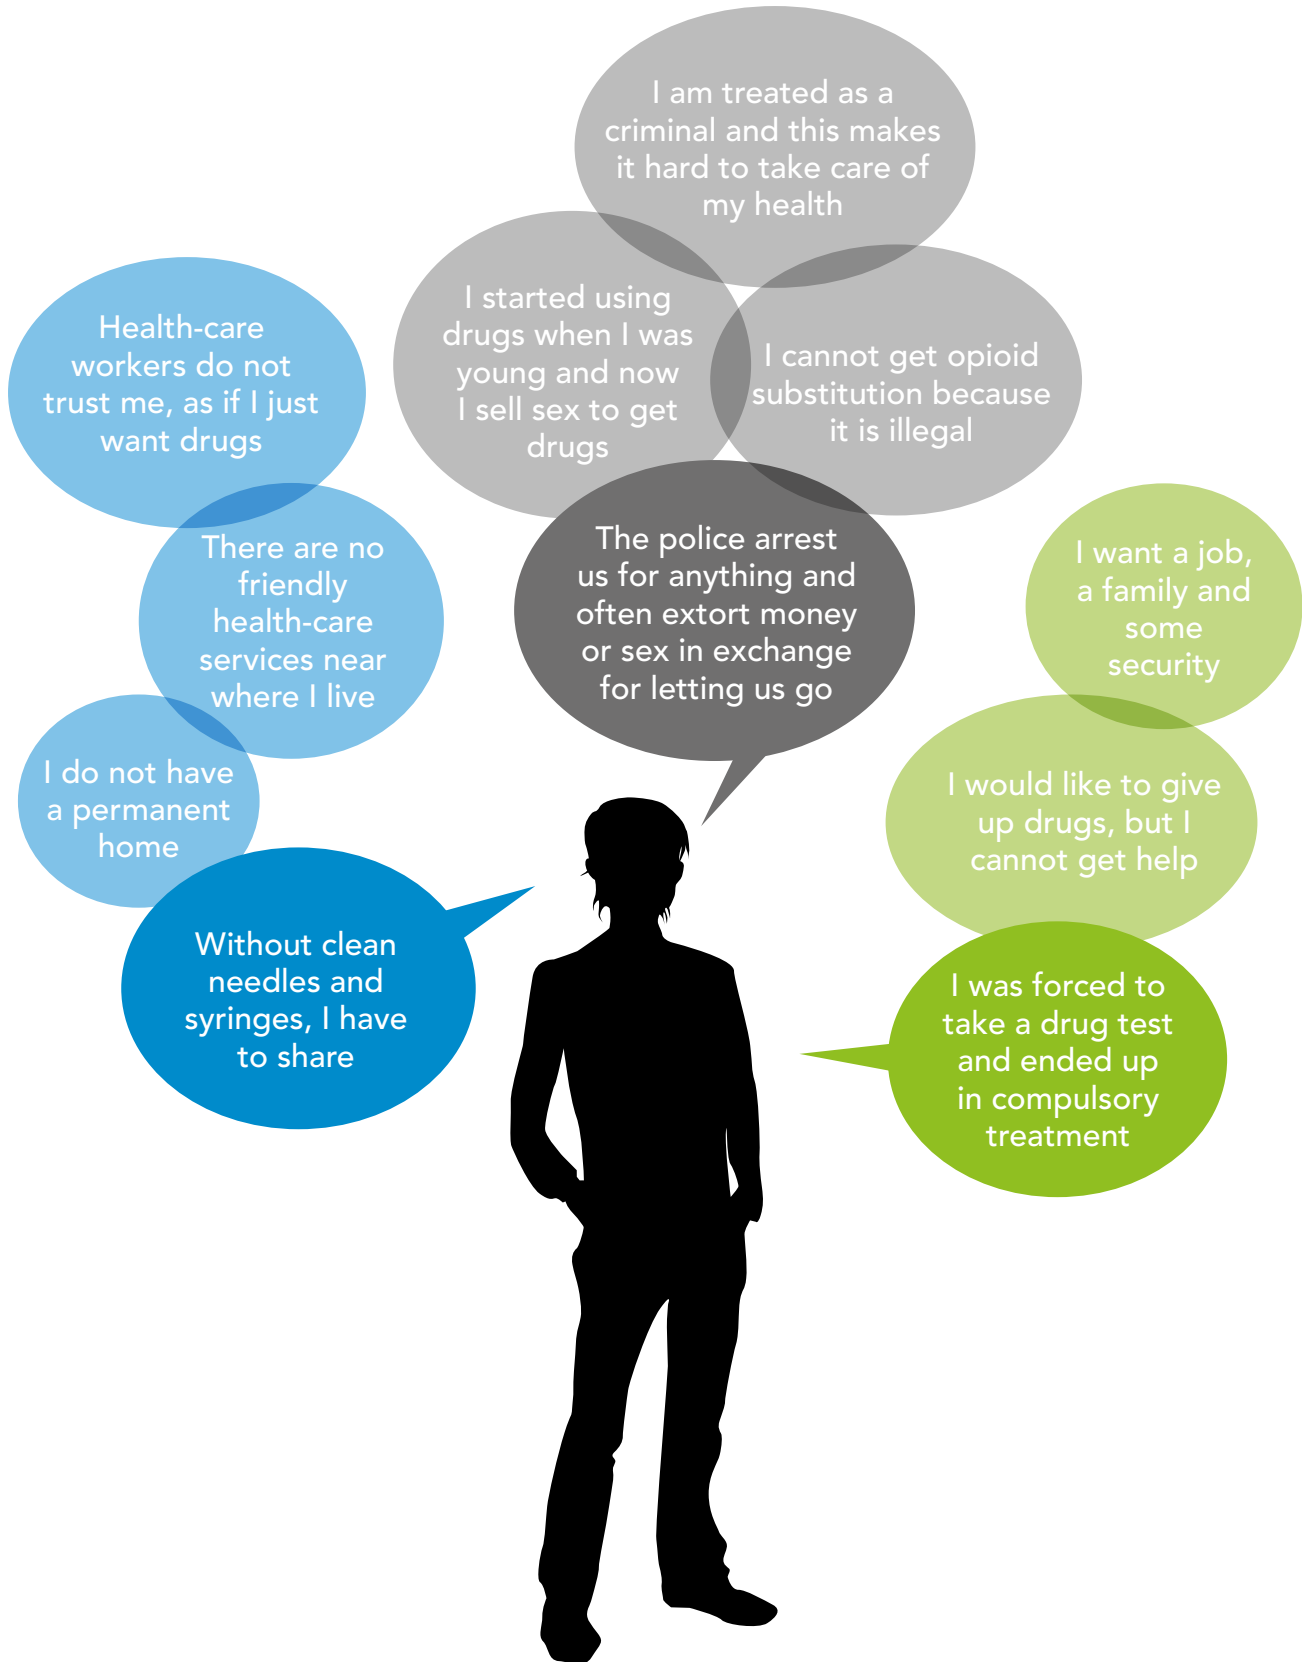 I am treated as a
criminal and this makes
it hard to take care of
my health
I started using
drugs when I was
young and now
I sell sex to get
drugs
I cannot get opioid
substitution because
it is illegal
The police arrest
us for anything and
often extort money
or sex in exchange
for letting us go
Health-care
workers do not
trust me, as if I just
want drugs
There are no
friendly
health-care
services near
where I live
I do not have
a permanent
home
Without clean
needles and
syringes, I have
to share
I want a job,
a family and
some
security
I would like to give
up drugs, but I
cannot get help
I was forced to
take a drug test
and ended up
in compulsory
treatment